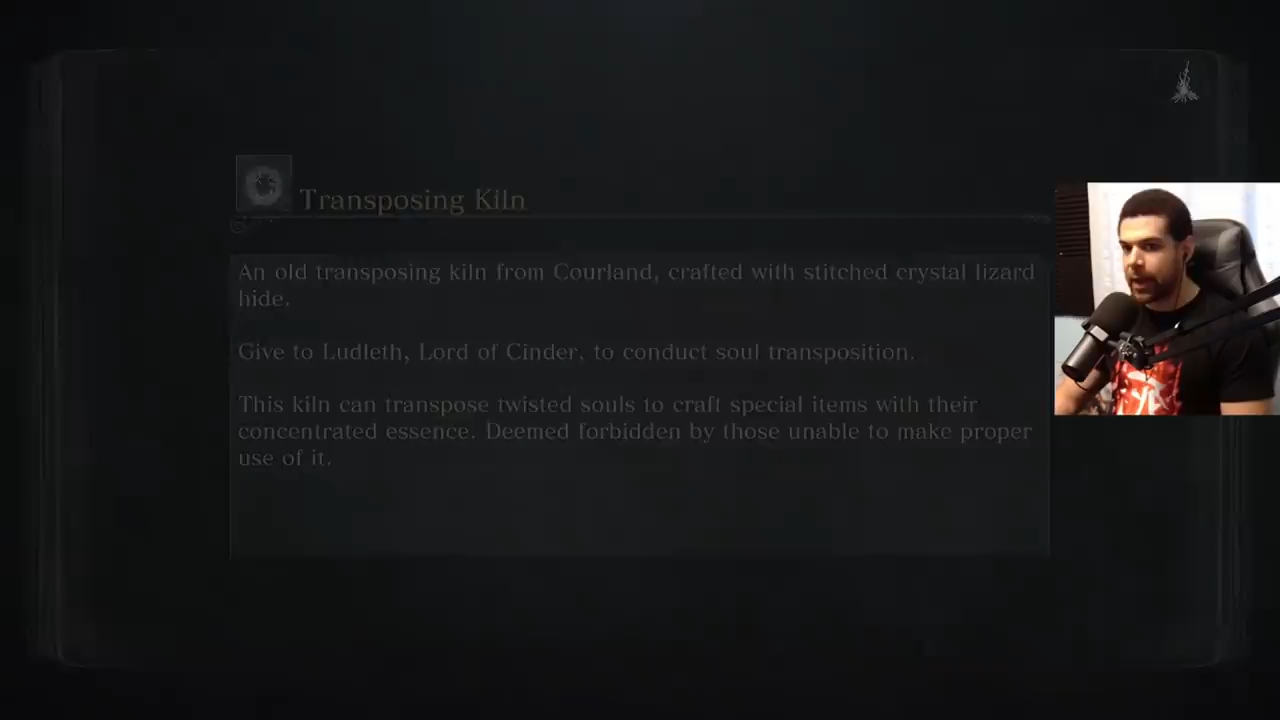 Transposing Kiln
An old transposing kiln from Courland, crafted with stitched crystal lizard
hide.
Give to Ludleth, Lord of Cinder, to conduct soul transposition.
This kiln can transpose twisted souls to craft special items with their
concentrated essence. Deemed forbidden by those unable to make proper
use of it.